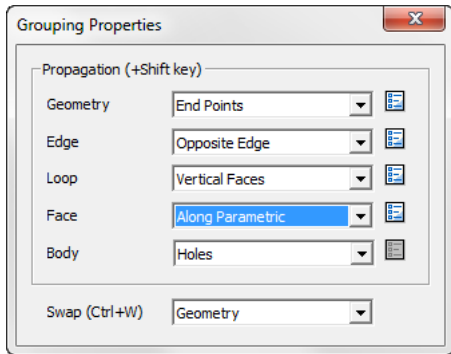 Grouping Properties
Propagation (+Shift key)
Geometry End Points
Edge Opposite Edge
Loop Vertical Faces
Face Along Parametric
Body Holes
Swap (Ctrl+W) Geometry